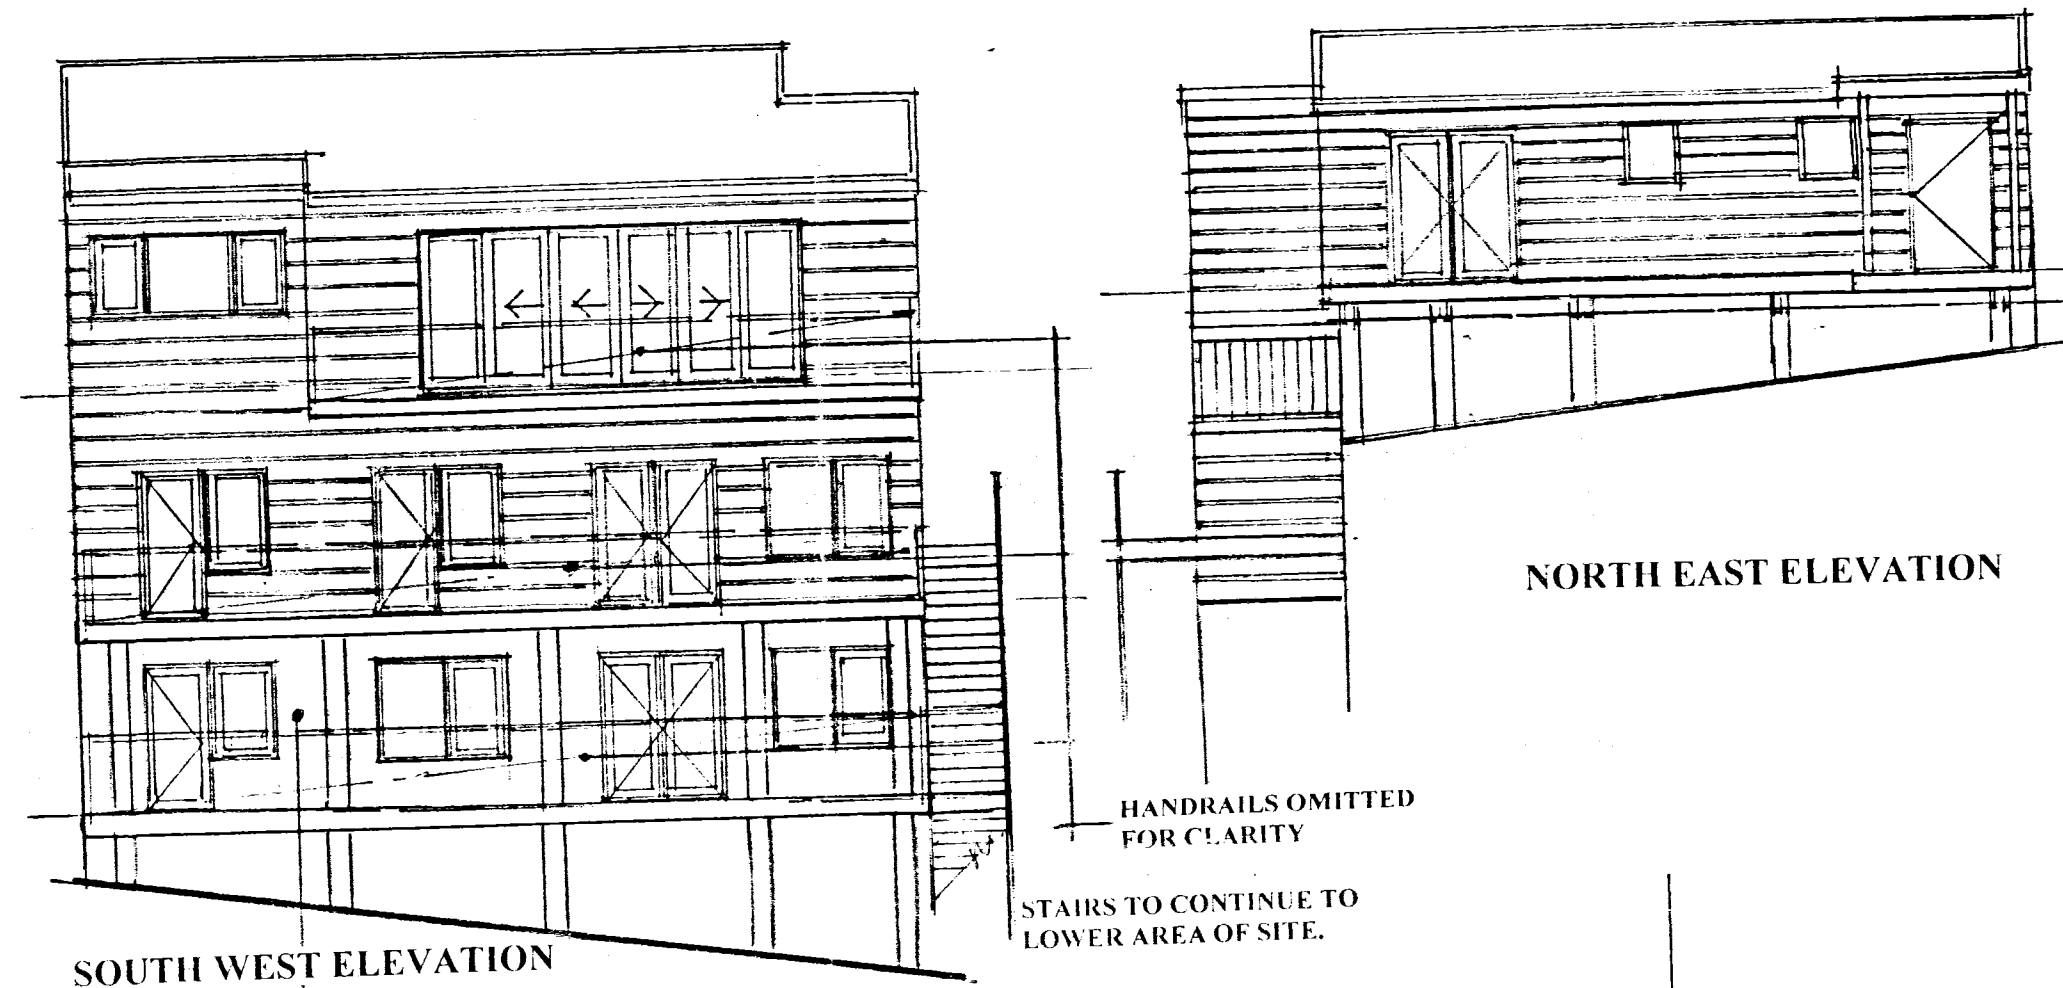 NORTH EAST ELEVATION
HANDRAILS OMITTED
FOR CLARITY
STAIRS TO CONTINUE TO
LOWER AREA OF SITE.
SOUTH WEST ELEVATION